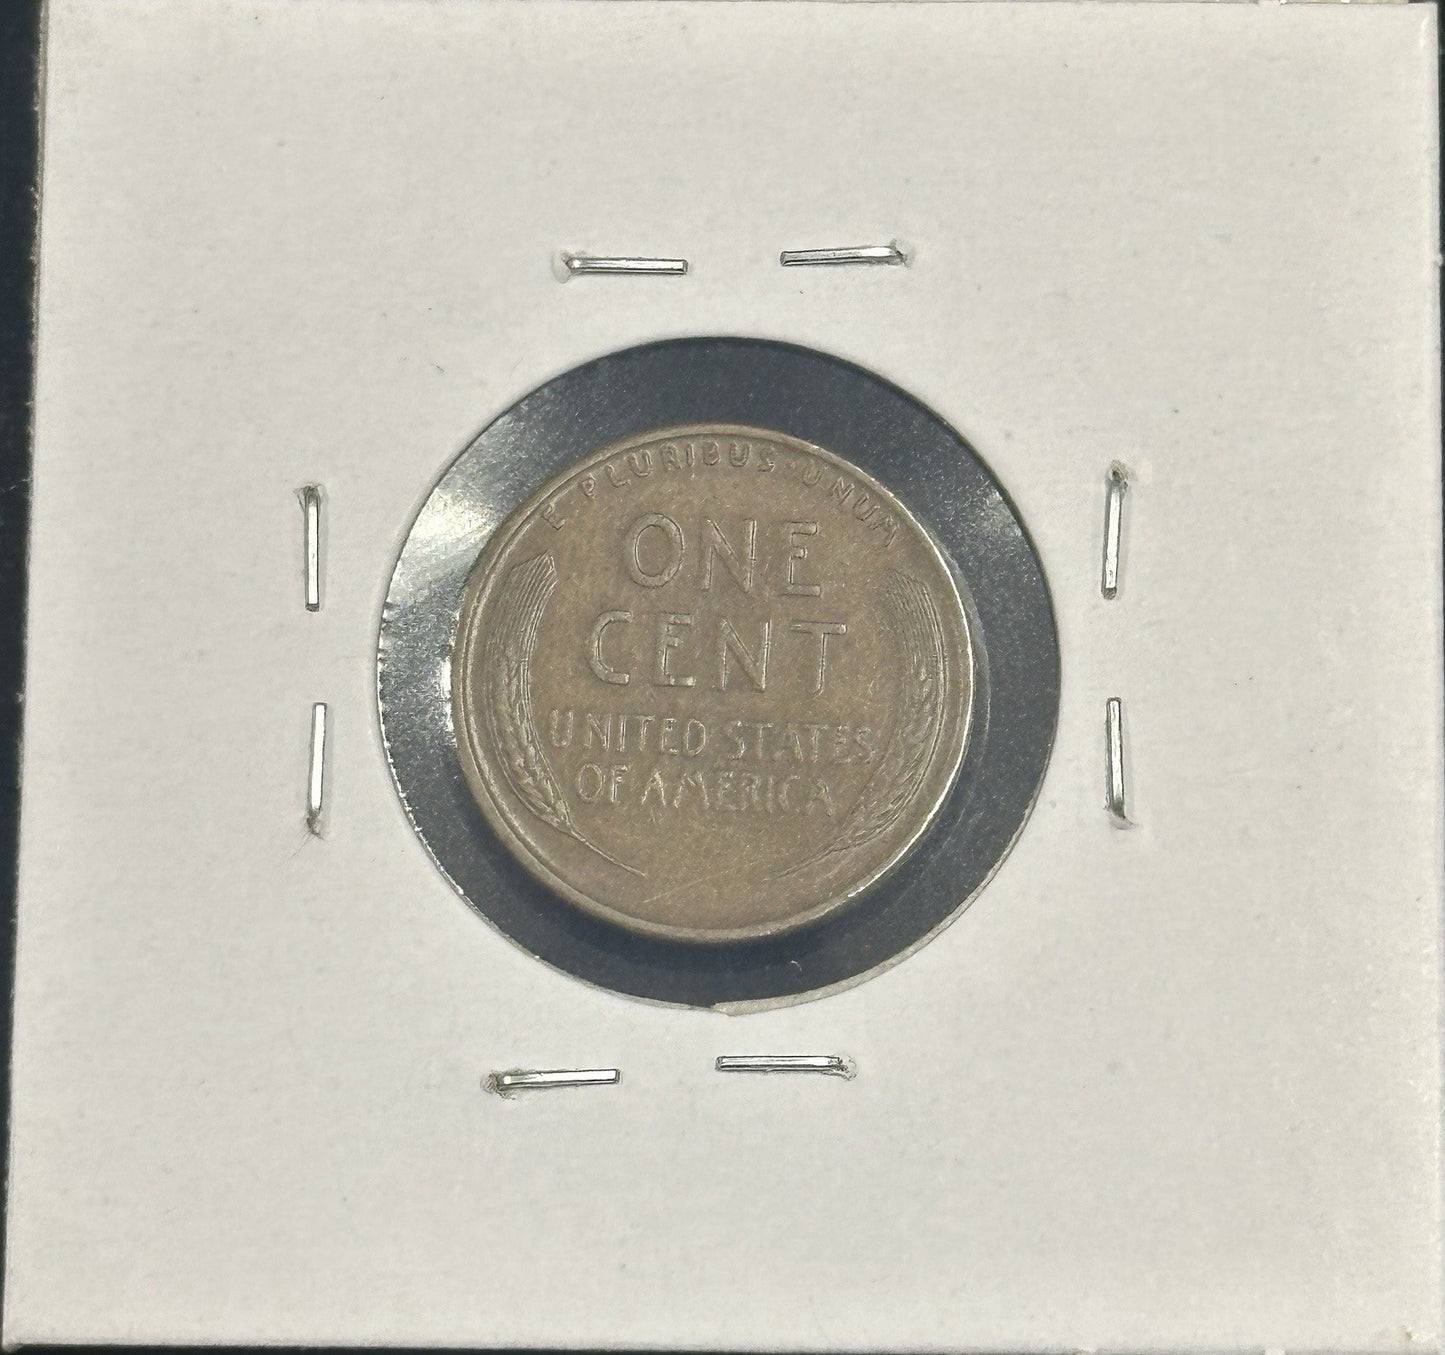 E · PLURIBUS · UNUM
ONE
CENT
UNITED STATES
OF AMERICA